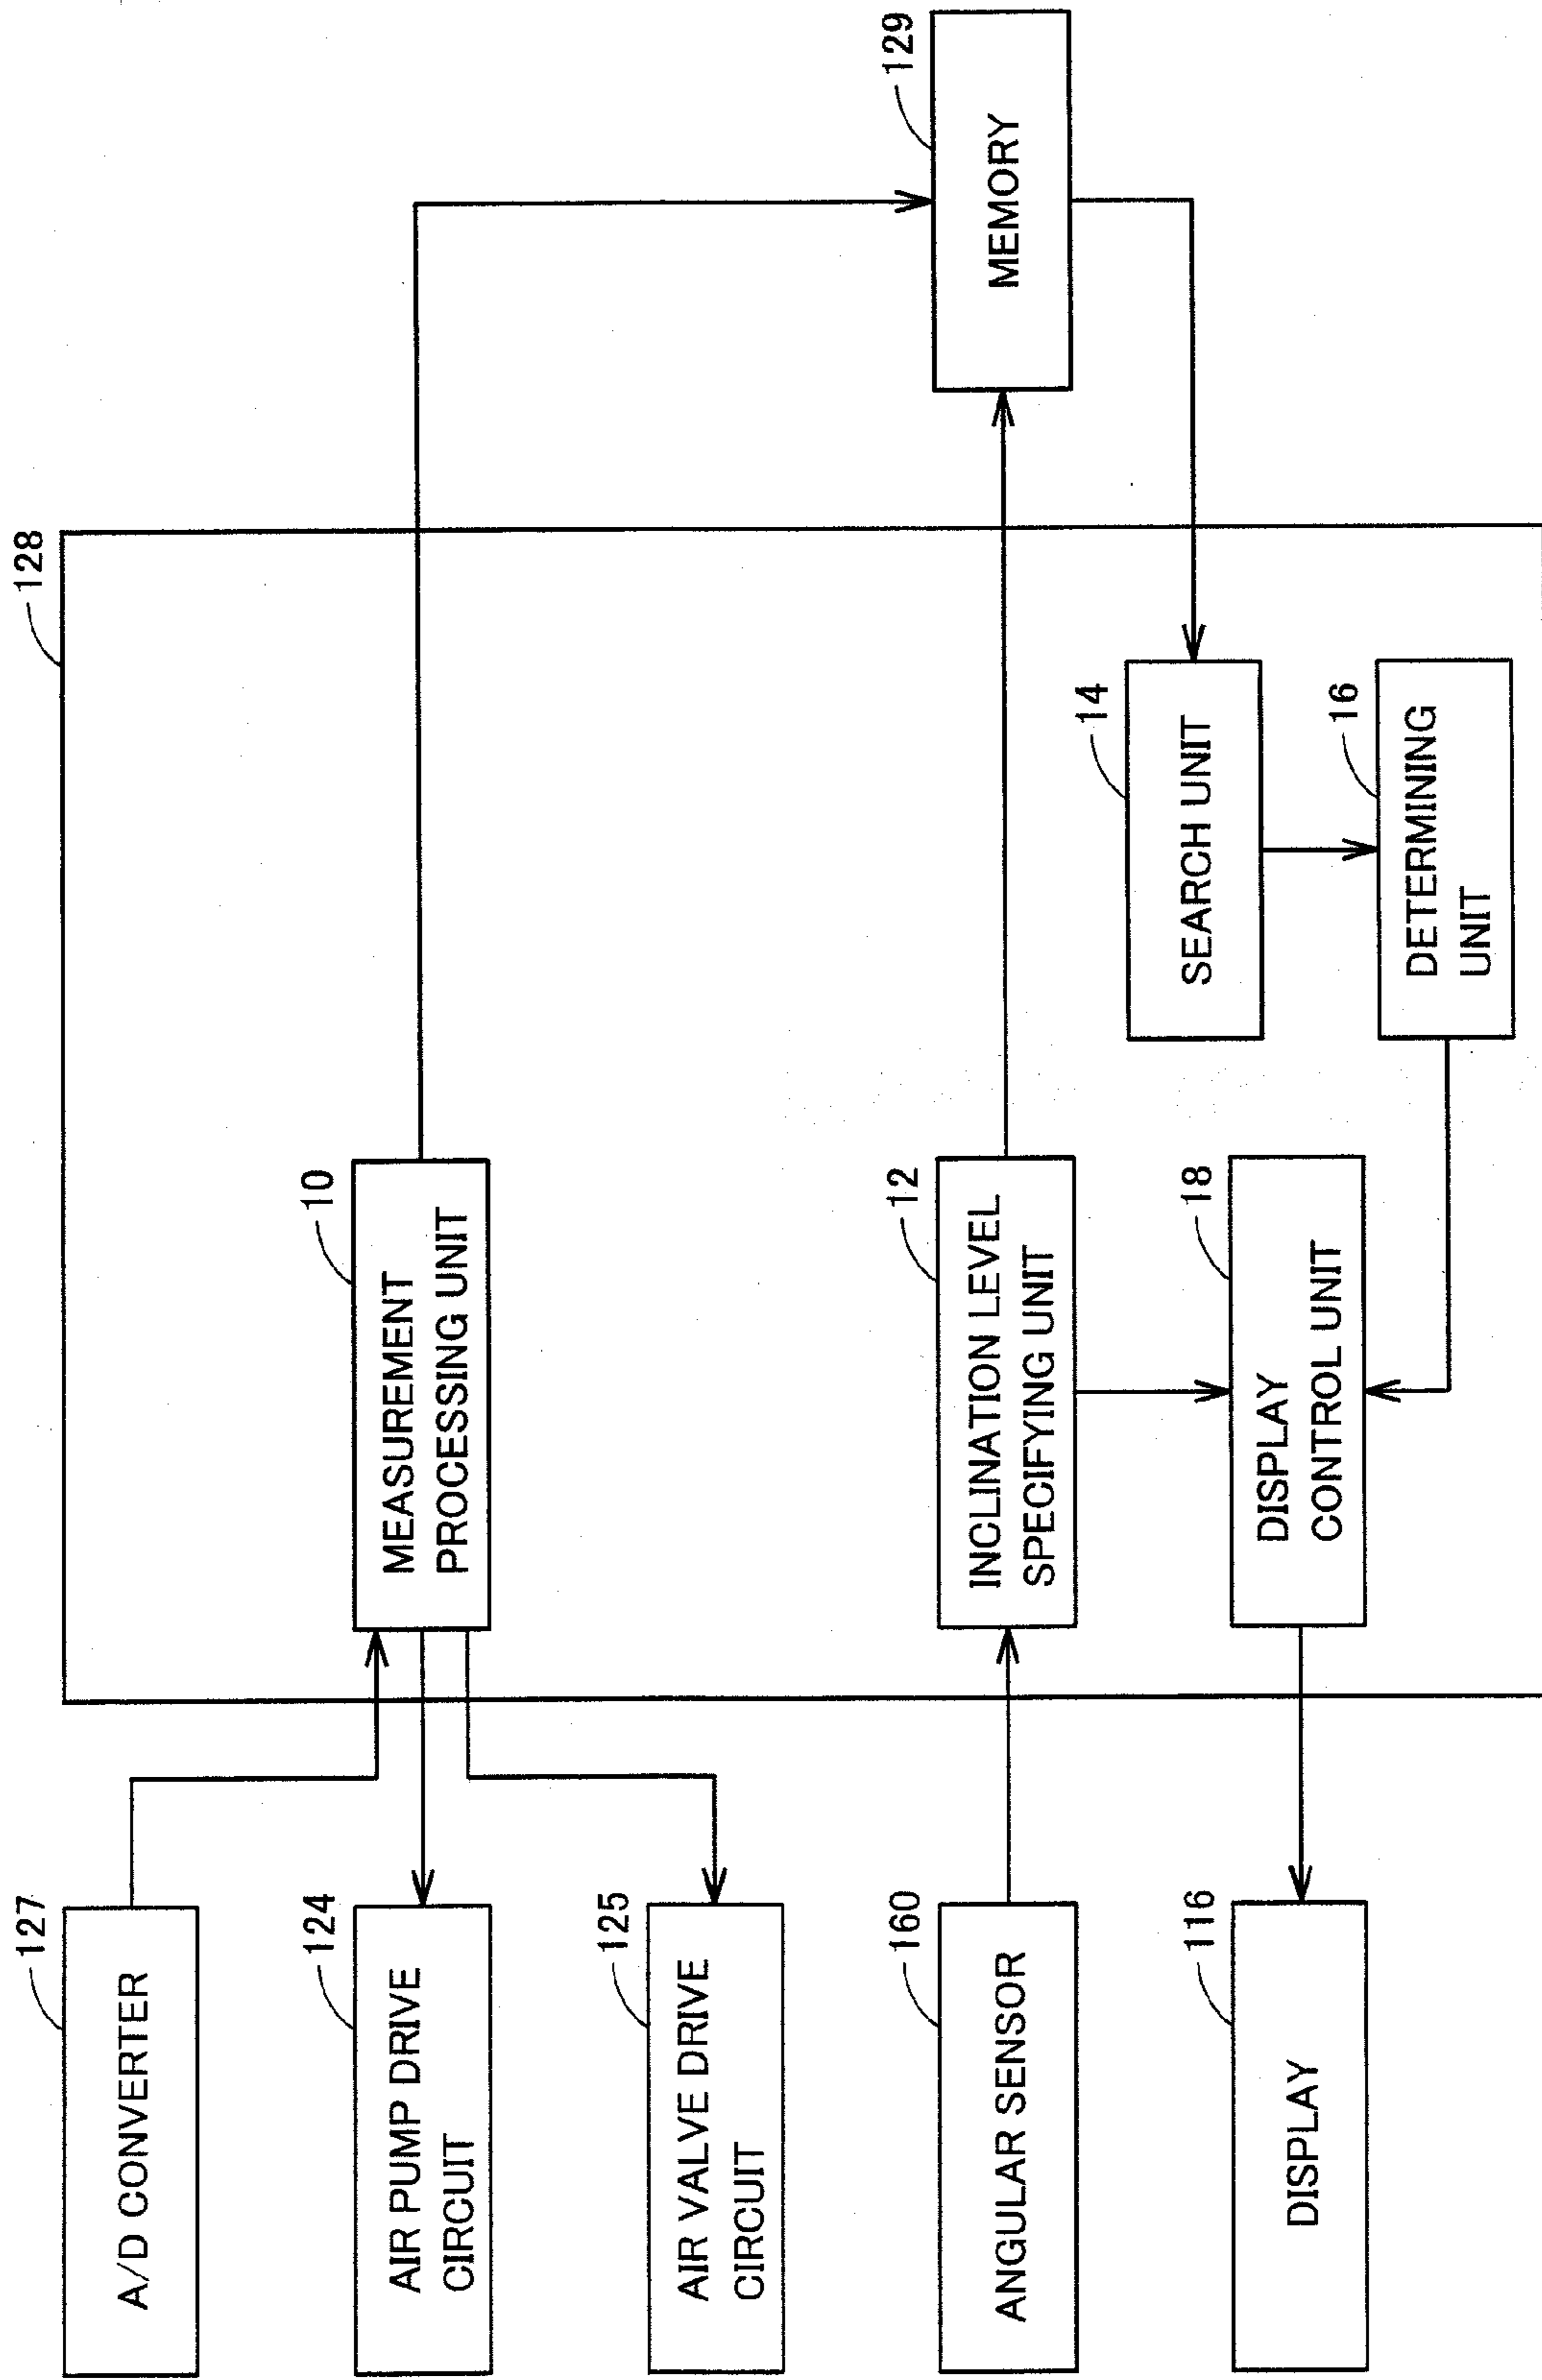 128
127
A/D CONVERTER
124
AIR PUMP DRIVE
CIRCUIT
125
AIR VALVE DRIVE
CIRCUIT
10
MEASUREMENT
PROCESSING UNIT
129
MEMORY
160
ANGULAR SENSOR
12
INCLINATION LEVEL
SPECIFYING UNIT
14
SEARCH UNIT
116
DISPLAY
18
DISPLAY
CONTROL UNIT
16
DETERMINING
UNIT